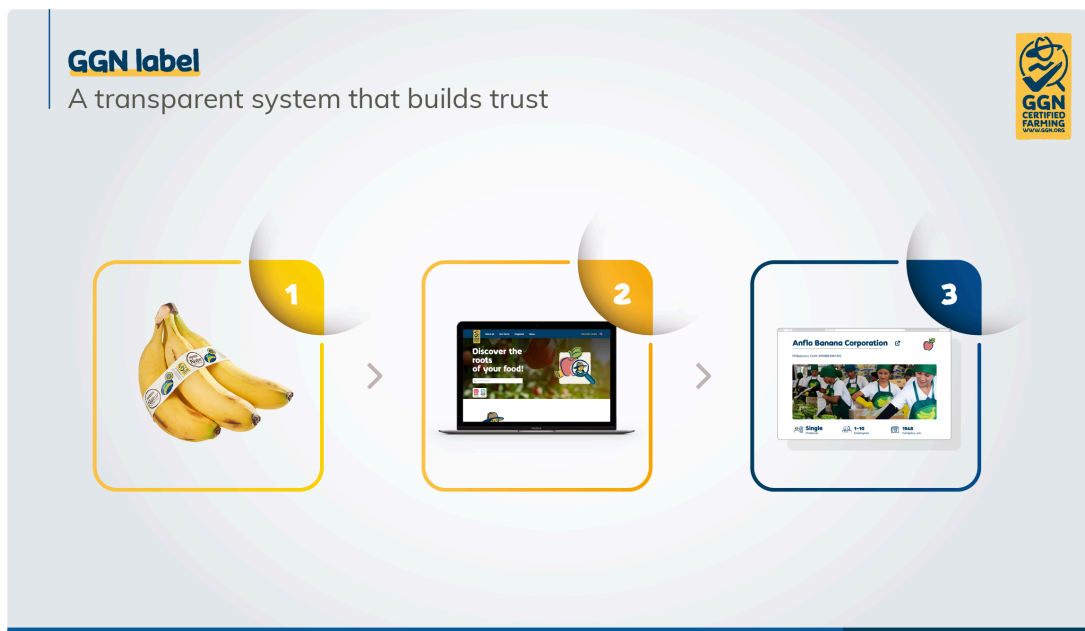 GGN label
A transparent system that builds trust
GGN
CERTIFIED
FARMING
WWW.GGN.ORG
1
2
3
Discover the
roots
of your food!
Anflo Banana Corporation
Single
1-10
Employees
1948